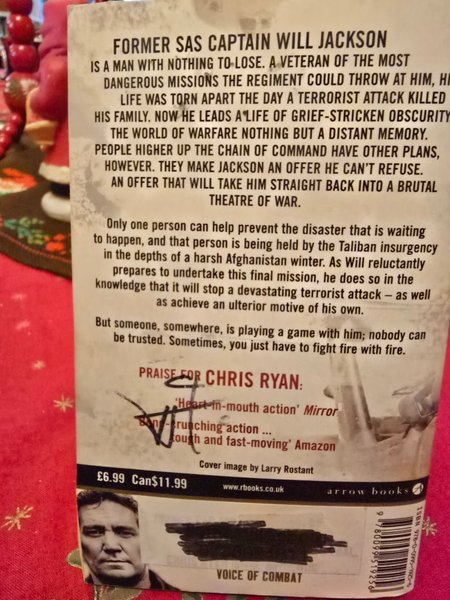 FORMER SAS CAPTAIN WILL JACKSON
IS A MAN WITH NOTHING TO LOSE. A VETERAN OF THE MOST
DANGEROUS MISSIONS THE REGIMENT COULD THROW AT HIM, HI
LIFE WAS TORN APART THE DAY A TERRORIST ATTACK KILLED
HIS FAMILY. NOW HE LEADS A LIFE OF GRIEF-STRICKEN OBSCURITY
THE WORLD OF WARFARE NOTHING BUT A DISTANT MEMORY.
PEOPLE HIGHER UP THE CHAIN OF COMMAND HAVE OTHER PLANS,
HOWEVER. THEY MAKE JACKSON AN OFFER HE CAN'T REFUSE.
AN OFFER THAT WILL TAKE HIM STRAIGHT BACK INTO A BRUTAL
THEATRE OF WAR.
Only one person can help prevent the disaster that is waiting
to happen, and that person is being held by the Taliban insurgency
in the depths of a harsh Afghanistan winter. As Will reluctantly
prepares to undertake this final mission, he does so in the
knowledge that it will stop a devastating terrorist attack – as well
as achieve an ulterior motive of his own.
But someone, somewhere, is playing a game with him; nobody can
be trusted. Sometimes, you just have to fight fire with fire.
PRAISE FOR CHRIS RYAN:
'Heart-in-mouth action' Mirror
-crunching action ...
tough and fast-moving' Amazon
Cover image by Larry Rostant
£6.99 Can$11.99
www.rbooks.co.uk
arrow books
VOICE OF COMBAT